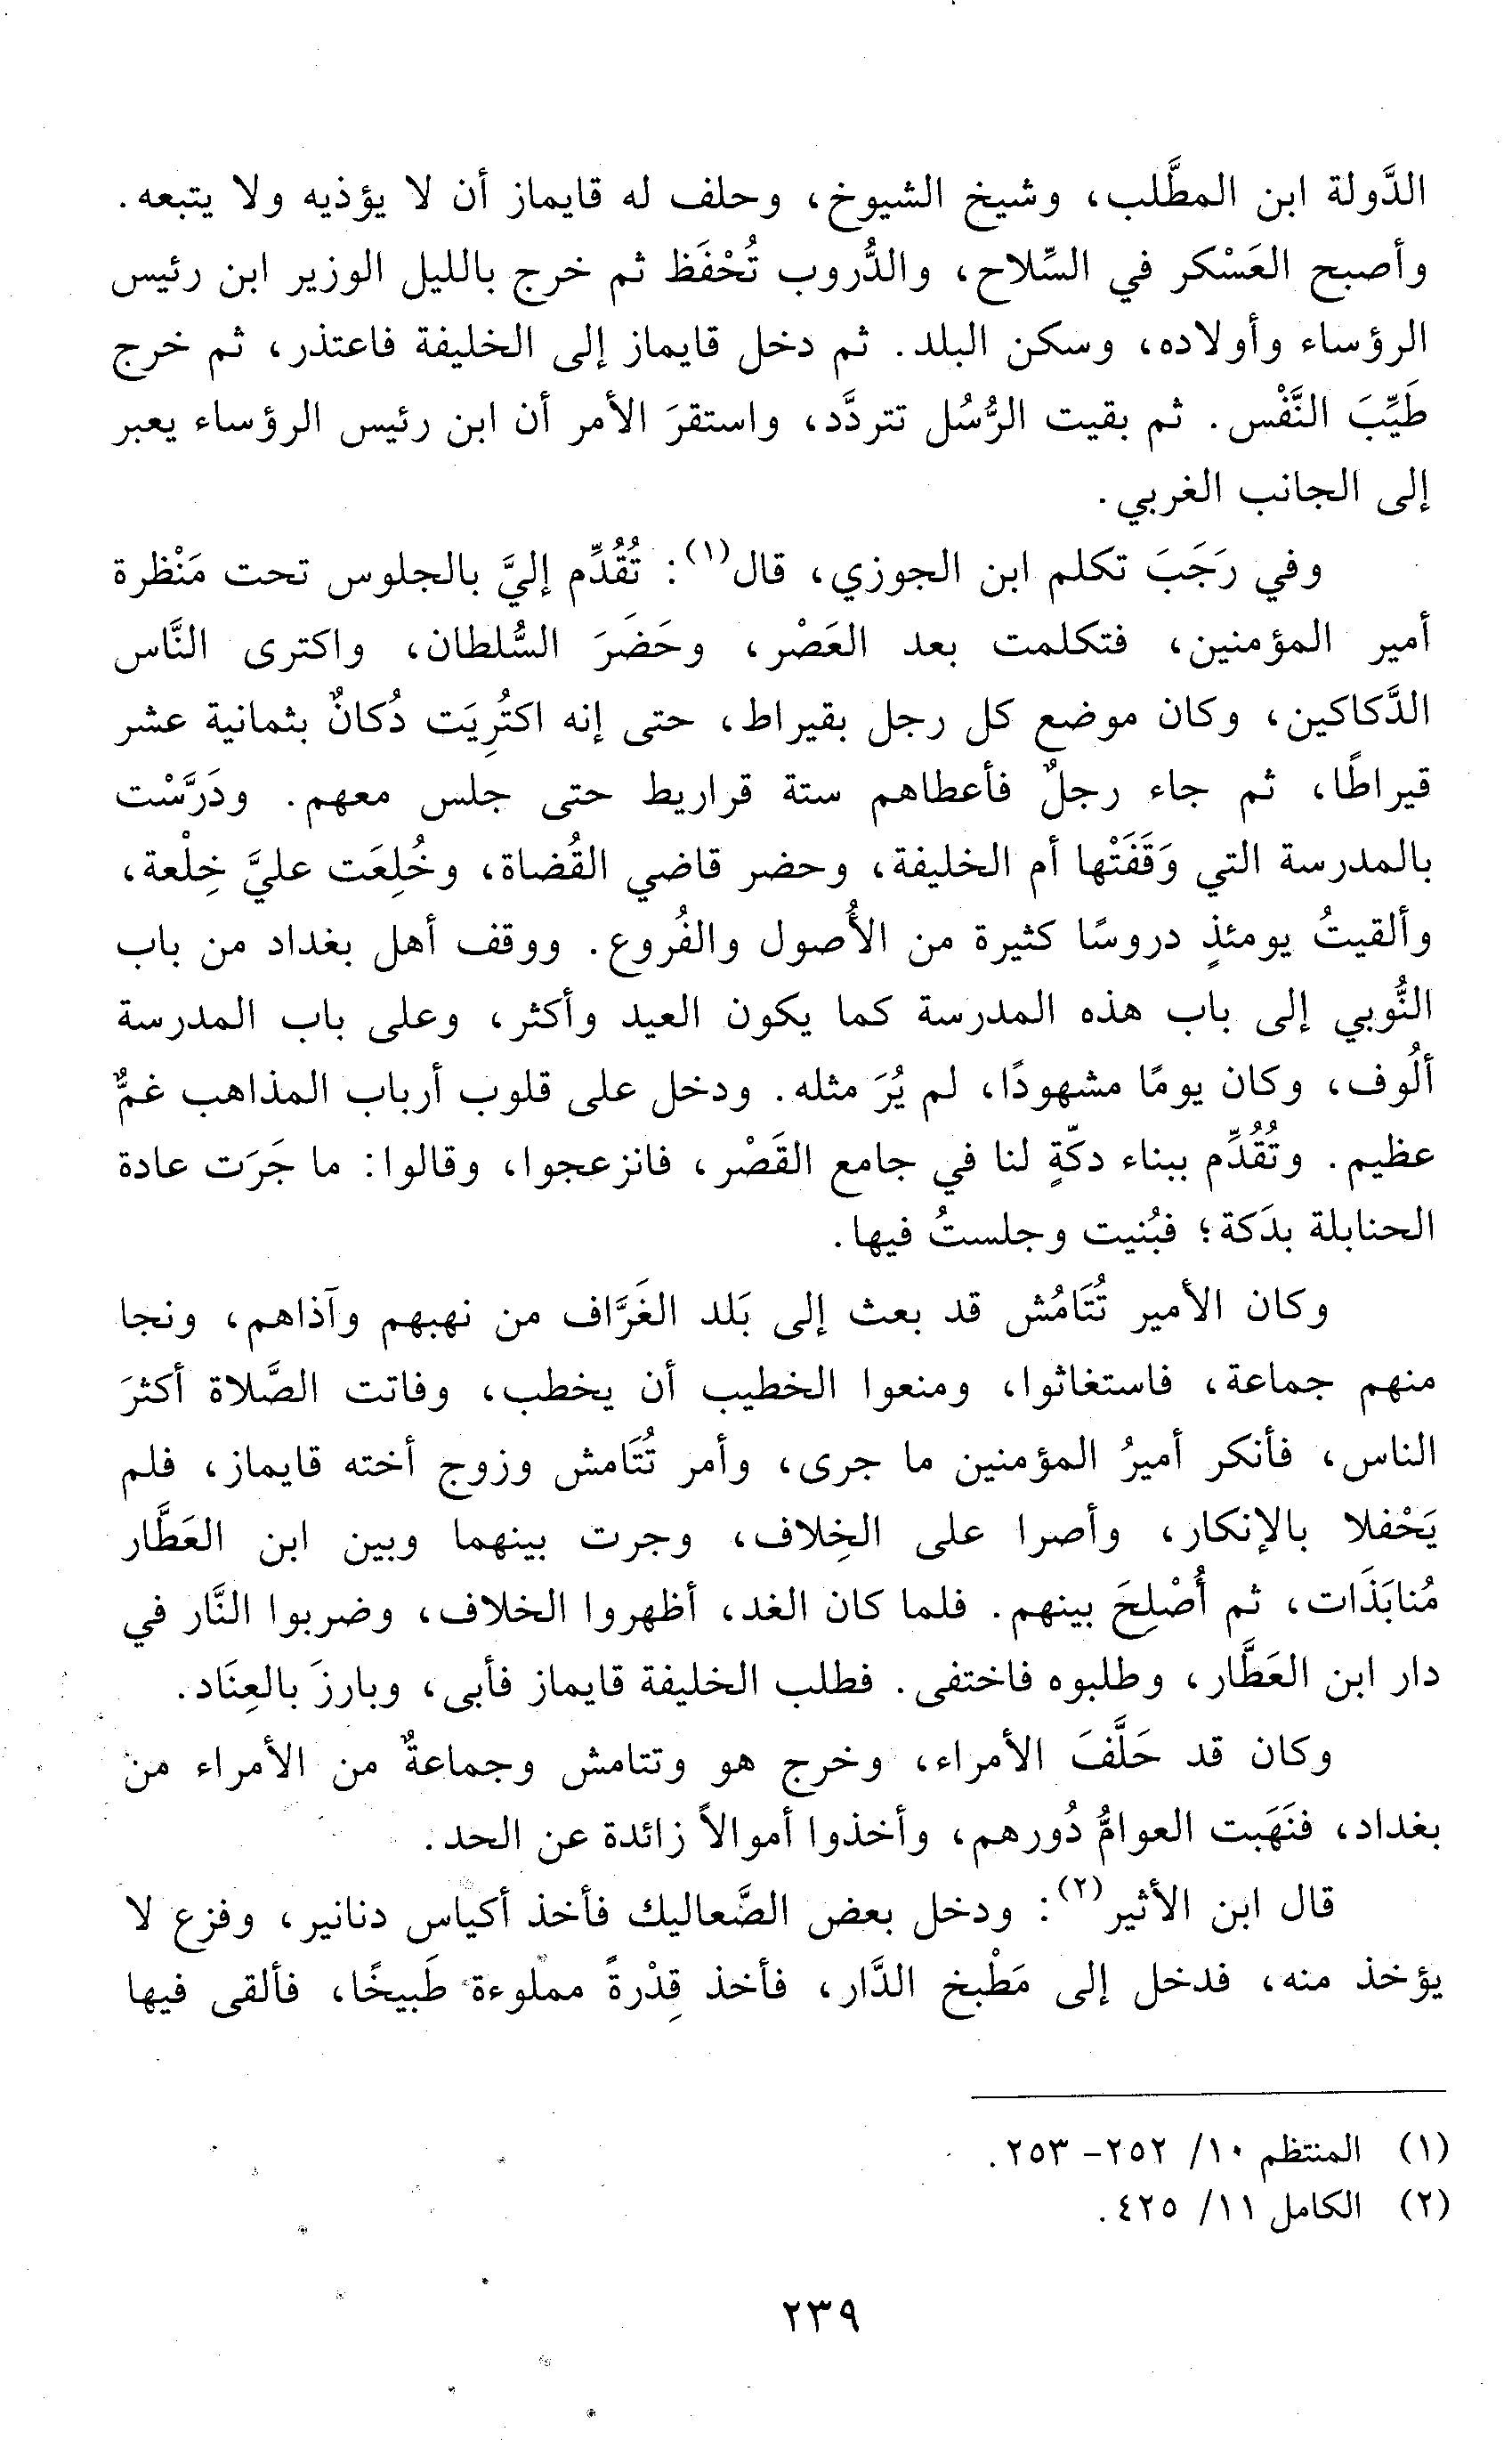 الدَّولة ابن المطَّلب، وشيخ الشيوخ، وحلف له قايماز أن لا يؤذيه ولا يتبعه.
وأصبح العَسْكر في السِّلاح، والدُّروب تُحْفَظ ثم خرج بالليل الوزير ابن رئيس
الرؤساء وأولاده، وسكن البلد. ثم دخل قايماز إلى الخليفة فاعتذر، ثم خرج
طَيِّبَ النَّفْس. ثم بقيت الرُّسُل تتردَّد، واستقرَ الأمر أن ابن رئيس الرؤساء يعبر
إلى الجانب الغربي.
وفي رَجَبَ تكلم ابن الجوزي، قال(١): تُقُدِّم إليَّ بالجلوس تحت مَنْظرة
أمير المؤمنين، فتكلمت بعد العَصْر، وحَضَرَ السُّلطان، واكترى النَّاس
الدَّكاكين، وكان موضع كل رجل بقيراط، حتى إنه اكتُرِيَت دُكانٌ بثمانية عشر
قيراطًا، ثم جاء رجلٌ فأعطاهم ستة قراريط حتى جلس معهم. ودَرَّسْت
بالمدرسة التي وَقَفَتْها أم الخليفة، وحضر قاضي القُضاة، وخُلِعَت عليَّ خِلْعة،
وألقيتُ يومئذٍ دروسًا كثيرة من الأُصول والفُروع. ووقف أهل بغداد من باب
النُّوبي إلى باب هذه المدرسة كما يكون العيد وأكثر، وعلى باب المدرسة
ألُوف، وكان يومًا مشهودًا، لم يُرَ مثله. ودخل على قلوب أرباب المذاهب غمٌّ
عظيم. وتُقُدِّم ببناء دكّةٍ لنا في جامع القَصْر، فانزعجوا، وقالوا: ما جَرَت عادة
الحنابلة بدَكة؛ فبُنيت وجلستُ فيها.
وكان الأمير تُتَامُش قد بعث إلى بَلد الغَرَّاف من نهبهم وآذاهم، ونجا
منهم جماعة، فاستغاثوا، ومنعوا الخطيب أن يخطب، وفاتت الصَّلاة أكثرَ
الناس، فأنكر أميرُ المؤمنين ما جرى، وأمر تُتَامش وزوج أخته قايماز، فلم
يَحْفلا بالإنكار، وأصرا على الخِلاف، وجرت بينهما وبين ابن العَطَّار
مُنابَذَات، ثم أُصْلِحَ بينهم. فلما كان الغد، أظهروا الخلاف، وضربوا النَّار في
دار ابن العَطَّار، وطلبوه فاختفى. فطلب الخليفة قايماز فأبى، وبارزَ بالعِنَاد.
وكان قد حَلَّفَ الأمراء، وخرج هو وتتامش وجماعةٌ من الأمراء من
بغداد، فنَهَبت العوامُّ دُورهم، وأخذوا أموالاً زائدة عن الحد.
قال ابن الأثير(٢): ودخل بعض الصَّعاليك فأخذ أكياس دنانير، وفزع لا
يؤخذ منه، فدخل إلى مَطْبخ الدَّار، فأخذ قِدْرةً مملوءة طَبيخًا، فألقى فيها
(١) المنتظم ١٠/ ٢٥٢- ٢٥٣.
(٢) الكامل ١١/ ٤٢٥.
٢٣٩